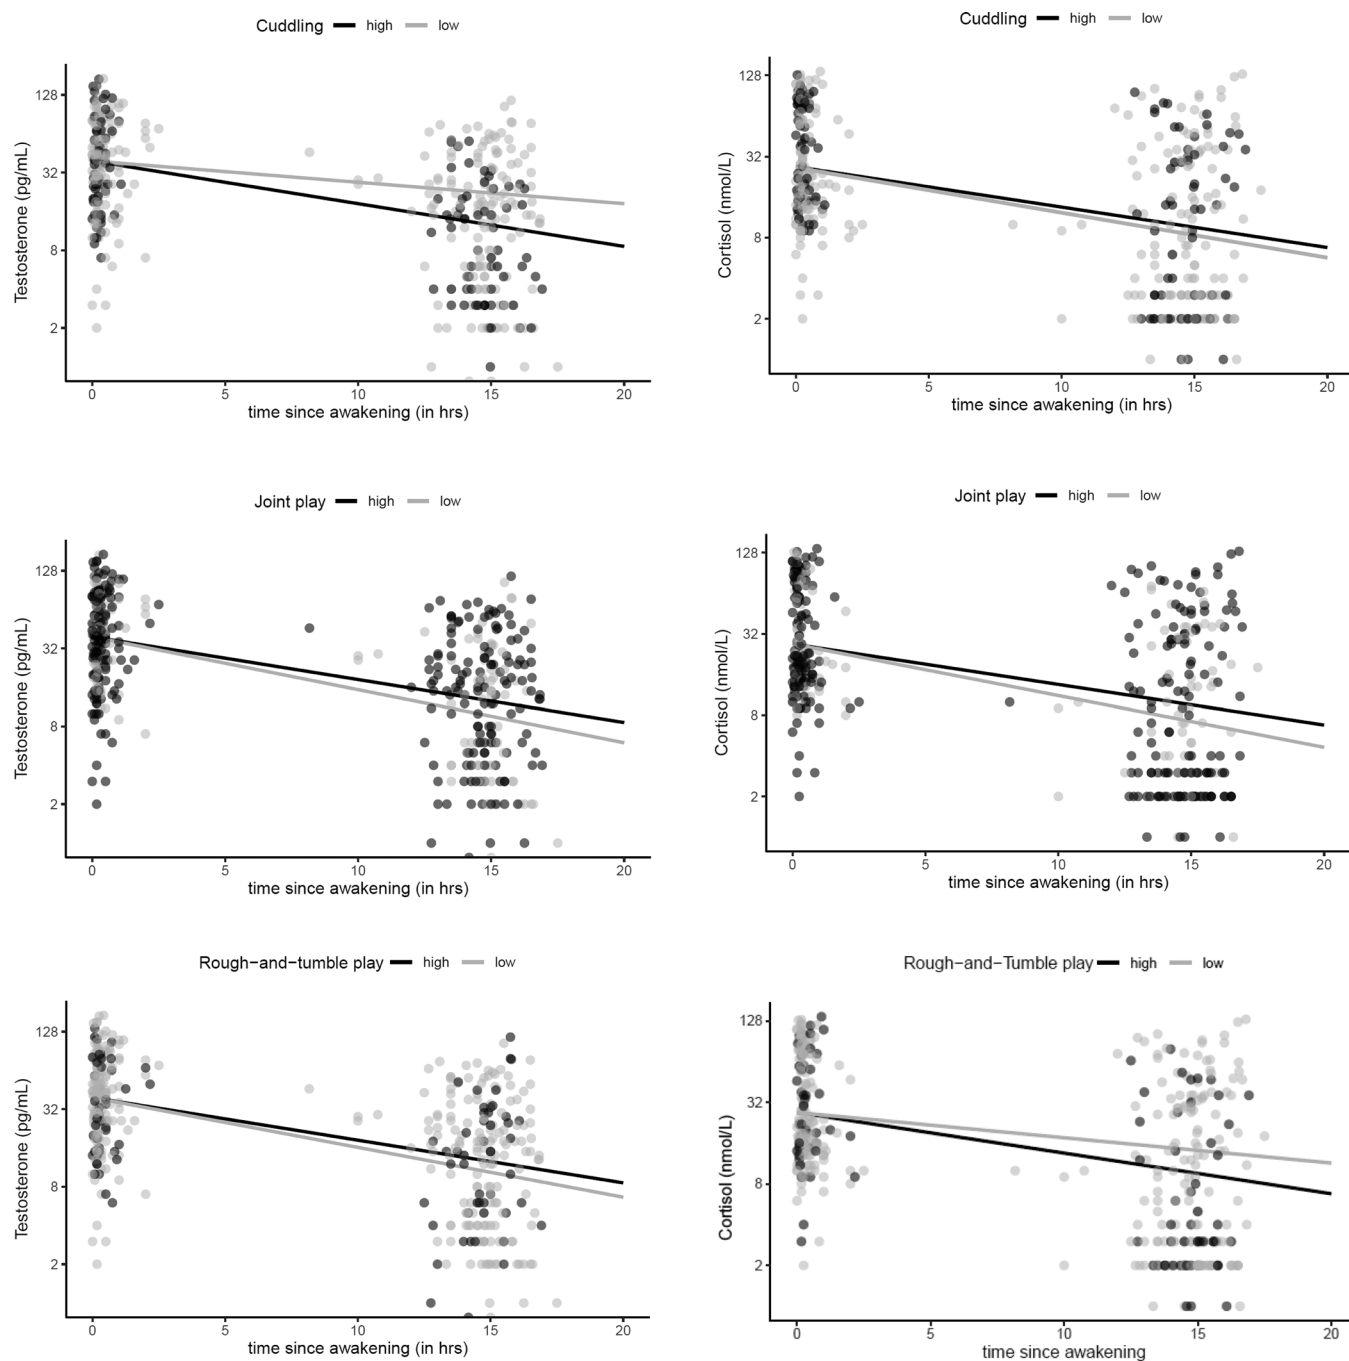 Cuddling high low
Testosterone (pg/mL)
128
32
8
2
0 5 10 15 20
time since awakening (in hrs)
Cuddling high low
Cortisol (nmol/L)
128
32
8
2
0 5 10 15 20
time since awakening (in hrs)
Joint play high low
Testosterone (pg/mL)
128
32
8
2
0 5 10 15 20
time since awakening (in hrs)
Joint play high low
Cortisol (nmol/L)
128
32
8
2
0 5 10 15 20
time since awakening (in hrs)
Rough−and−tumble play high low
Testosterone (pg/mL)
128
32
8
2
0 5 10 15 20
time since awakening (in hrs)
Rough−and−Tumble play high low
Cortisol (nmol/L)
128
32
8
2
0 5 10 15 20
time since awakening